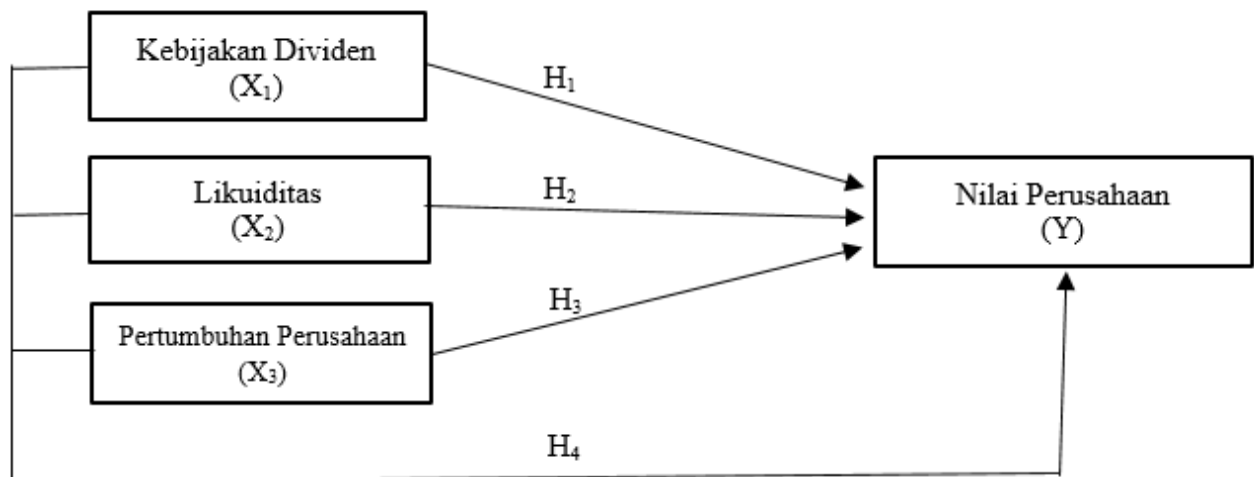 Kebijakan Dividen
(X₁)
H₁
Likuiditas
(X₂)
H₂
Nilai Perusahaan
(Y)
Pertumbuhan Perusahaan
(X₃)
H₃
H₄